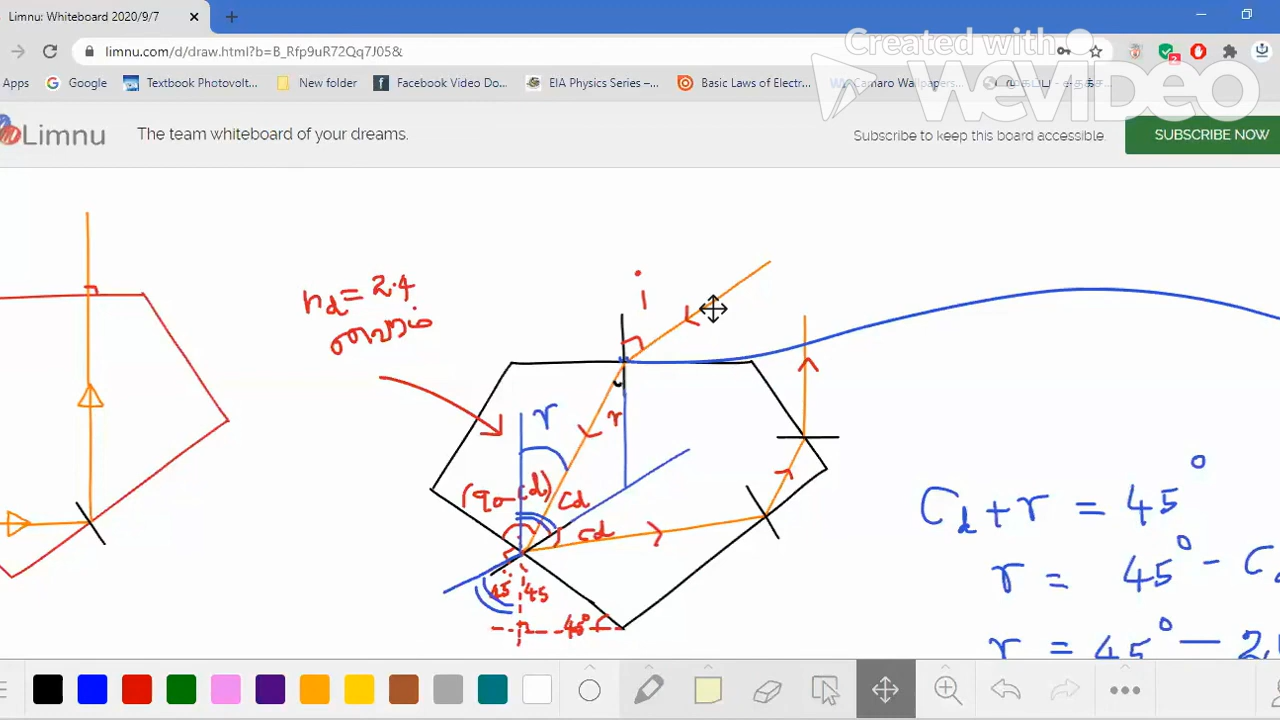 Limnu: Whiteboard 2020/9/7
Created with
WeVideo
limnu.com/d/draw.html?b=B_Rfp9uR72Qq7J05&
Apps
Google
Textbook Photogralt...
New folder
Facebook Video Do...
EIA Physics Series –...
Basic Laws of Electr...
Camaro Wallpapers...
Limnu
The team whiteboard of your dreams.
Subscribe to keep this board accessible.
SUBSCRIBE NOW
i
nd = 2.4
r
r
(90-Cd)
Cd
Cd
45
45
45°
Cd + r = 45°
r = 45° - C
r = 45° - 2